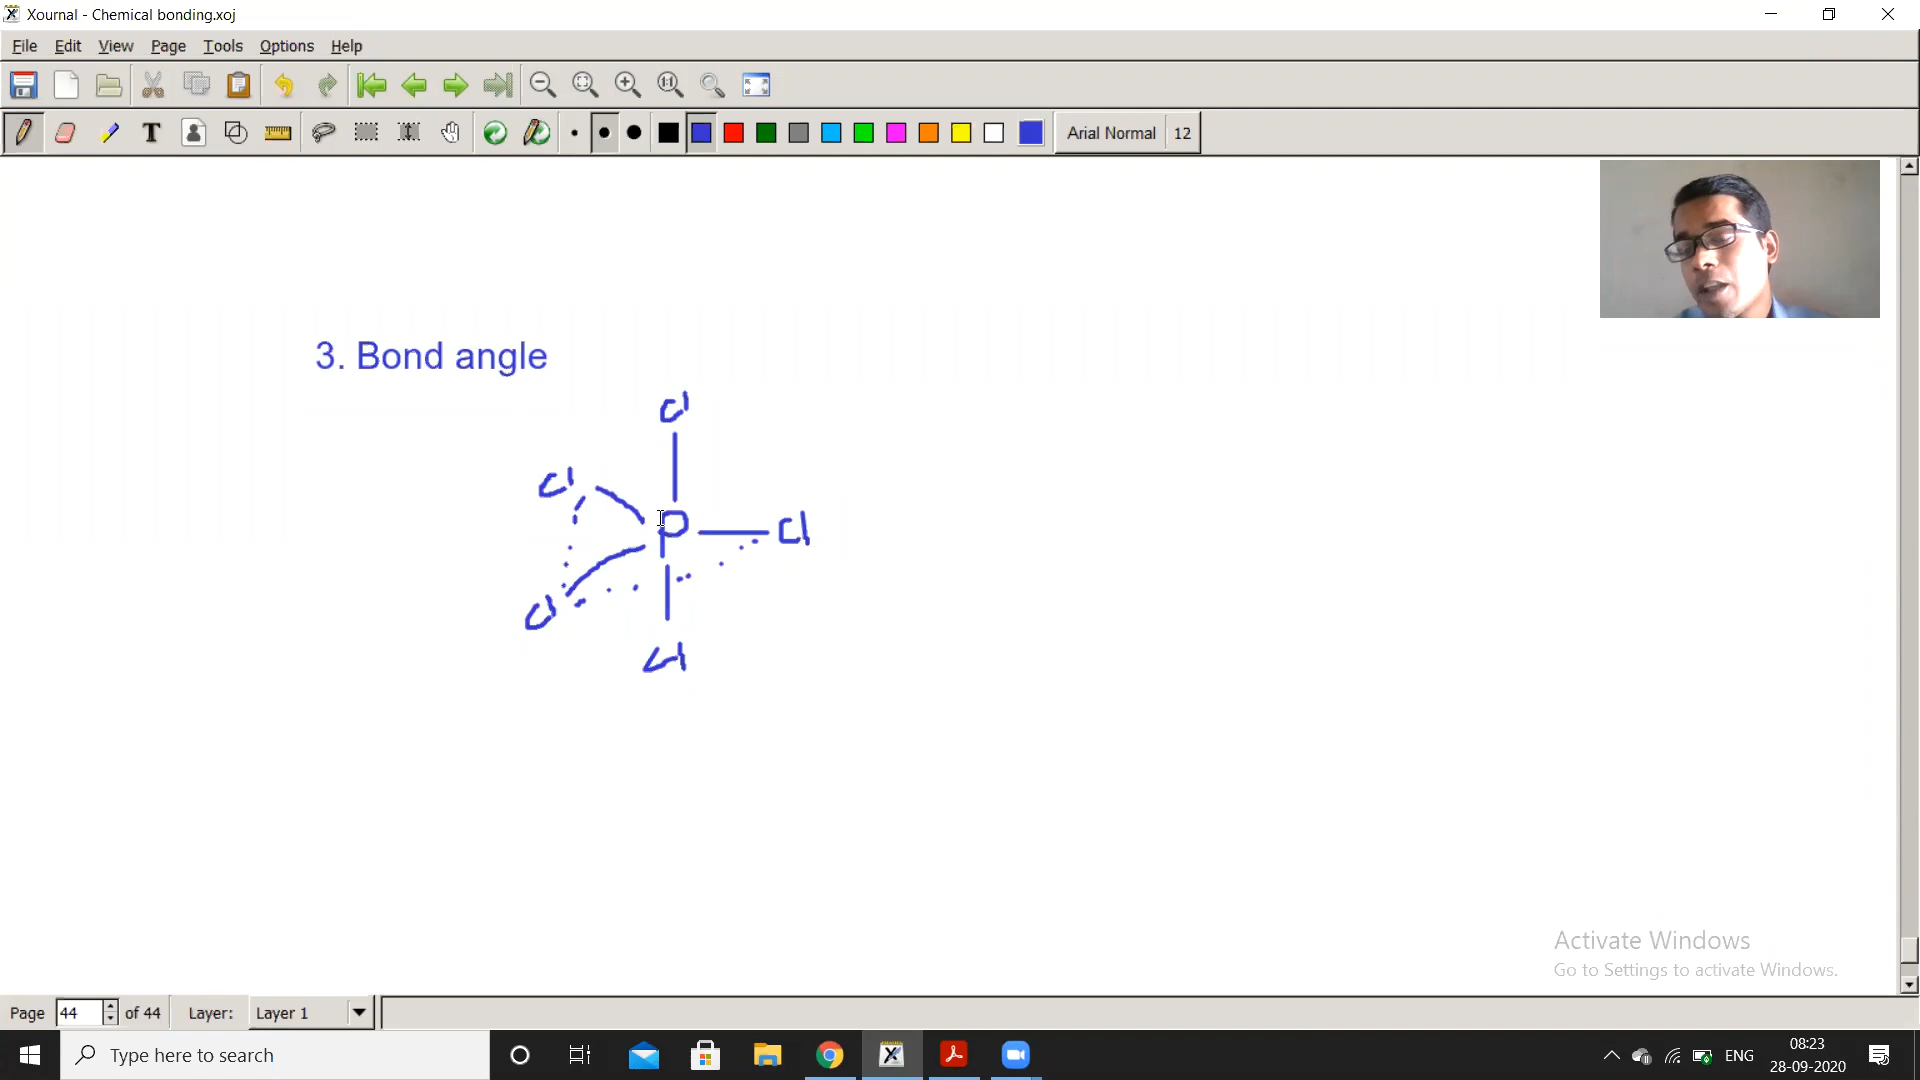 Xournal - Chemical bonding.xoj
File Edit View Page Tools Options Help
Arial Normal 12
3. Bond angle
Cl
Cl
P Cl
Cl
Cl
Activate Windows
Go to Settings to activate Windows.
Page 44 of 44 Layer: Layer 1
Type here to search
ENG
08:23
28-09-2020